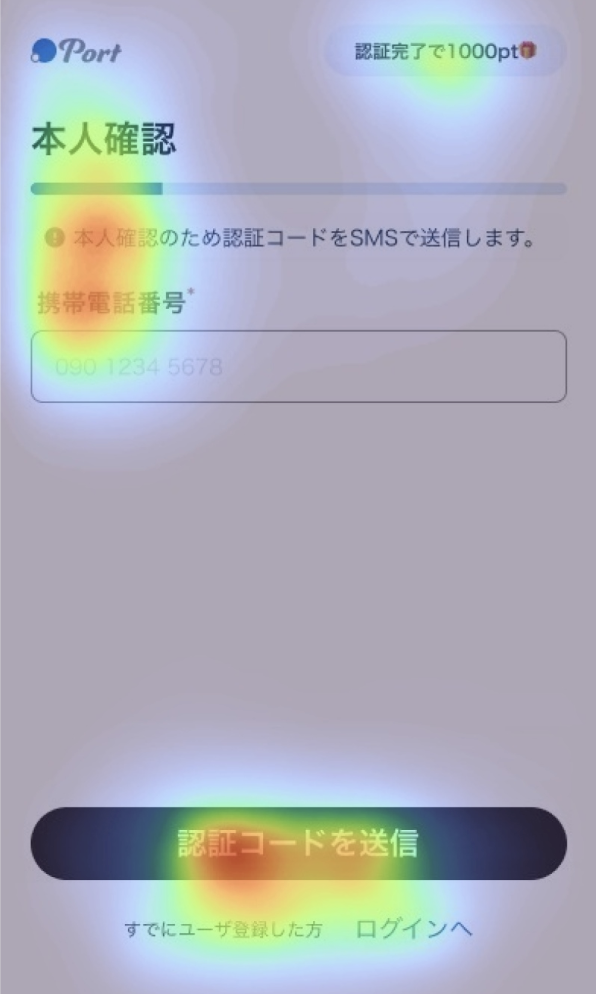 Port
認証完了で1000pt🎁
本人確認
! 本人確認のため認証コードをSMSで送信します。
携帯電話番号*
090 1234 5678
認証コードを送信
すでにユーザ登録した方 ログインへ